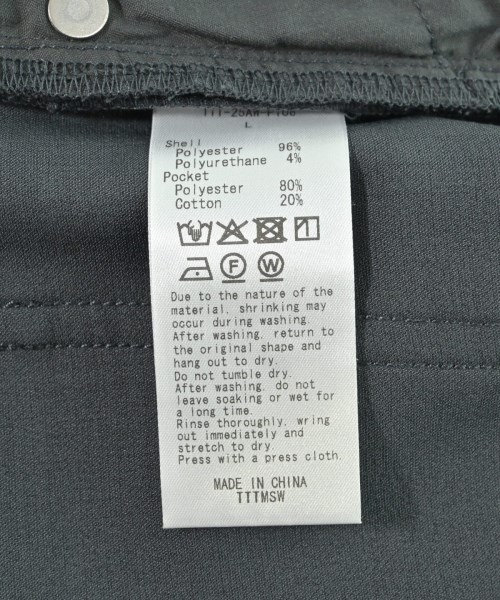 L
Shell
Polyester 96%
Polyurethane 4%
Pocket
Polyester 80%
Cotton 20%
F W
Due to the nature of the
material, shrinking may
occur during washing.
After washing, return to
the original shape and
hang out to dry.
Do not tumble dry.
After washing, do not
leave soaking or wet for
a long time.
Rinse thoroughly, wring
out immediately and
stretch to dry.
Press with a press cloth.
MADE IN CHINA
TTTMSW